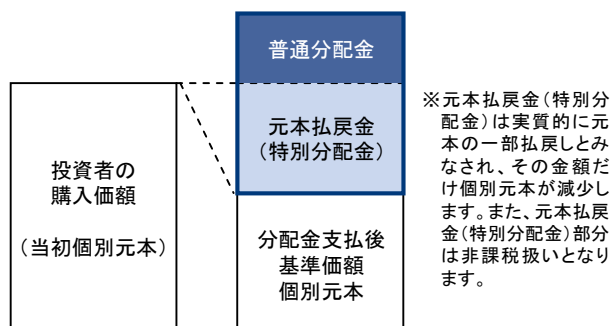 普通分配金
元本払戻金
(特別分配金)
投資者の
購入価額
(当初個別元本)
分配金支払後
基準価額
個別元本
※元本払戻金(特別分
配金)は実質的に元
本の一部払戻しとみ
なされ、その金額だ
け個別元本が減少し
ます。また、元本払戻
金(特別分配金)部分
は非課税扱いとなり
ます。